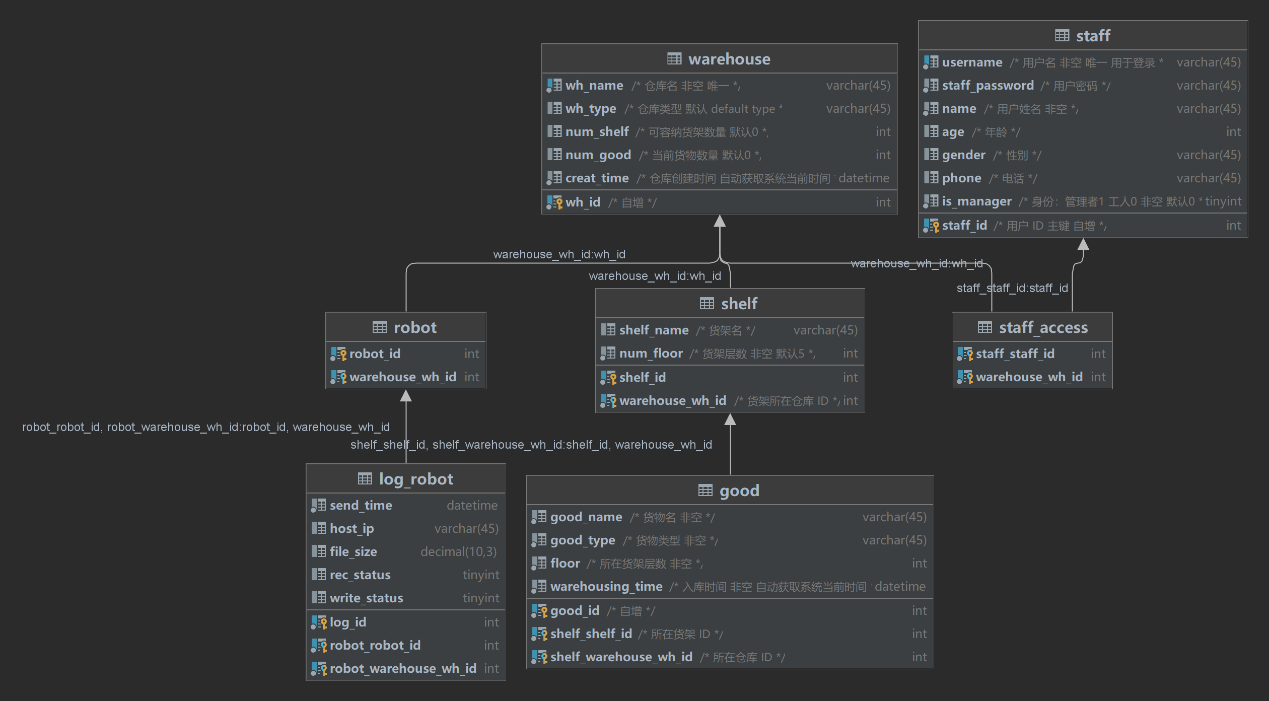 warehouse
wh_name /* 仓库名 非空 唯一 */, varchar(45)
wh_type /* 仓库类型 默认 default type * varchar(45)
num_shelf /* 可容纳货架数量 默认0 *, int
num_good /* 当前货物数量 默认0 *, int
creat_time /* 仓库创建时间 自动获取系统当前时间 datetime
wh_id /* 自增 */ int
staff
username /* 用户名 非空 唯一 用于登录 * varchar(45)
staff_password /* 用户密码 */ varchar(45)
name /* 用户姓名 非空 *, varchar(45)
age /* 年龄 */ int
gender /* 性别 */ varchar(45)
phone /* 电话 */ varchar(45)
is_manager /* 身份：管理者1 工人0 非空 默认0 * tinyint
staff_id /* 用户 ID 主键 自增 *, int
warehouse_wh_id:wh_id
warehouse_wh_id:wh_id
warehouse_wh_id:wh_id
staff_staff_id:staff_id
robot
robot_id int
warehouse_wh_id int
shelf
shelf_name /* 货架名 */ varchar(45)
num_floor /* 货架层数 非空 默认5 *, int
shelf_id int
warehouse_wh_id /* 货架所在仓库 ID *, int
staff_access
staff_staff_id int
warehouse_wh_id int
robot_robot_id, robot_warehouse_wh_id:robot_id, warehouse_wh_id
shelf_shelf_id, shelf_warehouse_wh_id:shelf_id, warehouse_wh_id
log_robot
send_time datetime
host_ip varchar(45)
file_size decimal(10,3)
rec_status tinyint
write_status tinyint
log_id int
robot_robot_id int
robot_warehouse_wh_id int
good
good_name /* 货物名 非空 */ varchar(45)
good_type /* 货物类型 非空 *, varchar(45)
floor /* 所在货架层数 非空 *, int
warehousing_time /* 入库时间 非空 自动获取系统当前时间 datetime
good_id /* 自增 */ int
shelf_shelf_id /* 所在货架 ID */ int
shelf_warehouse_wh_id /* 所在仓库 ID */ int